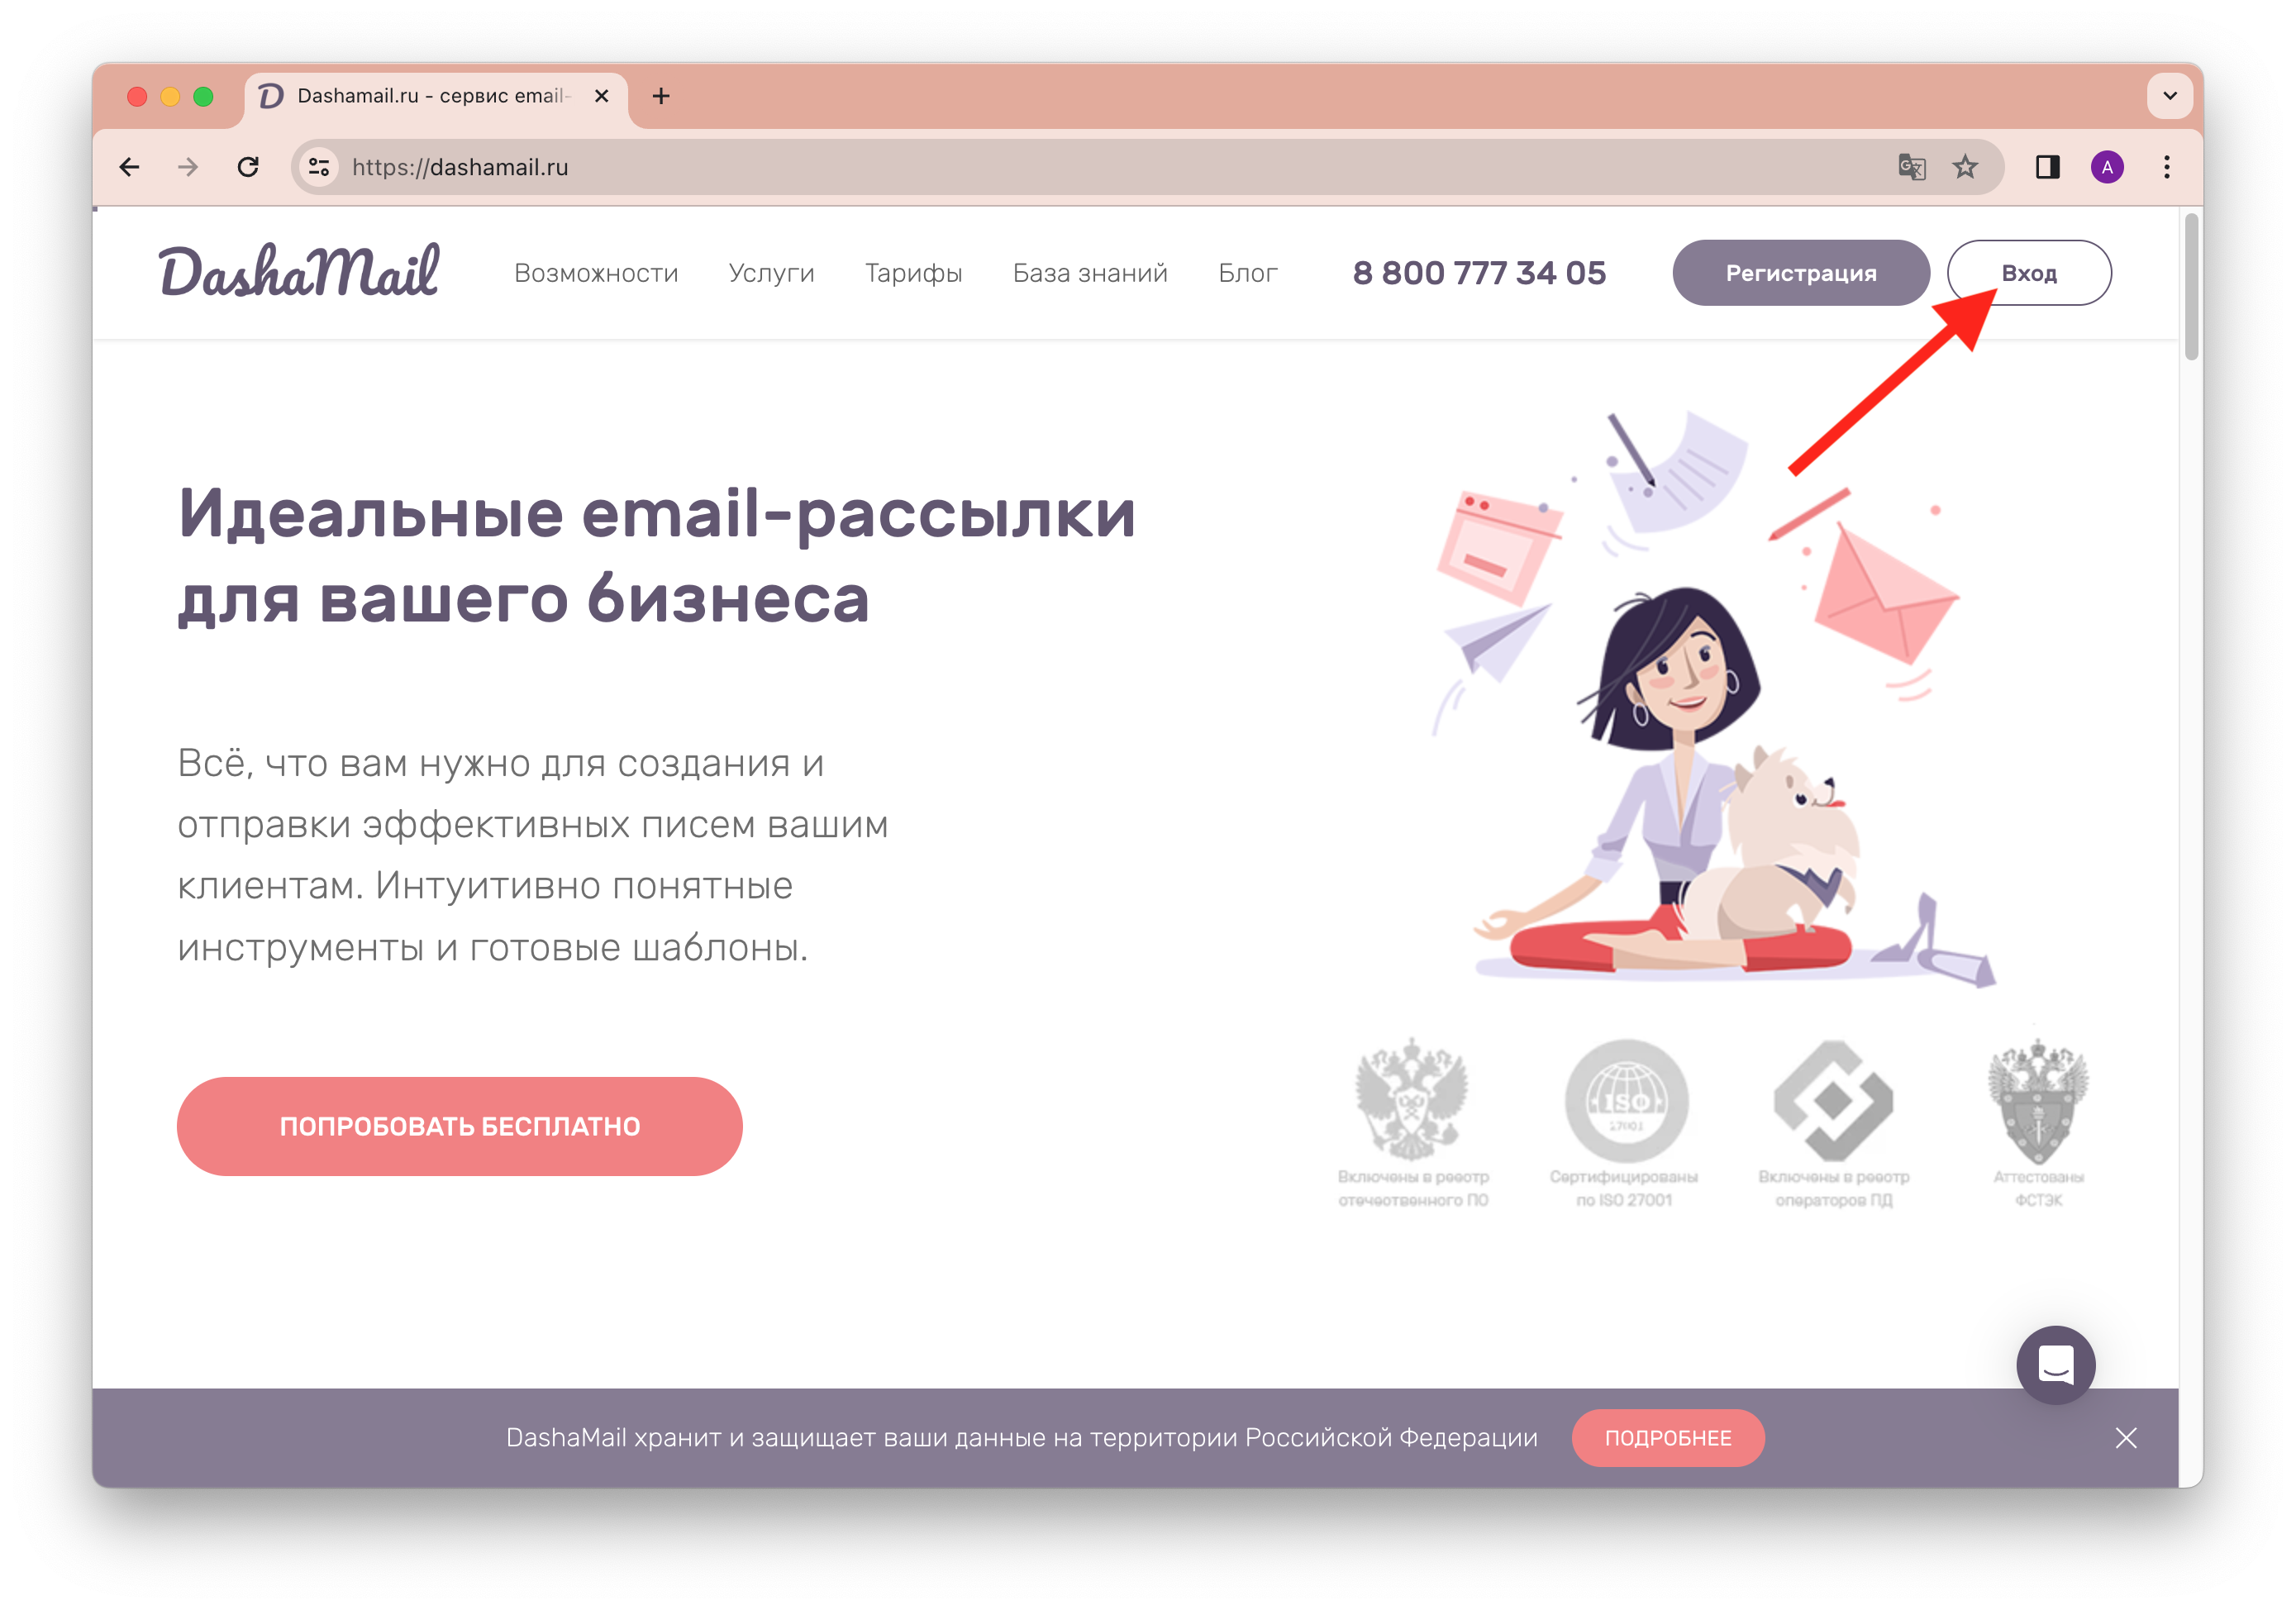 Dashamail.ru - сервис email-
https://dashamail.ru
A
DashaMail
Возможности
Услуги
Тарифы
База знаний
Блог
8 800 777 34 05
Регистрация
Вход
Идеальные email-рассылки
для вашего бизнеса
Всё, что вам нужно для создания и
отправки эффективных писем вашим
клиентам. Интуитивно понятные
инструменты и готовые шаблоны.
ПОПРОБОВАТЬ БЕСПЛАТНО
ISO
27001
Включены в реестр
отечественного ПО
Сертифицированы
по ISO 27001
Включены в реестр
операторов ПД
Аттестованы
ФСТЭК
DashaMail хранит и защищает ваши данные на территории Российской Федерации
ПОДРОБНЕЕ